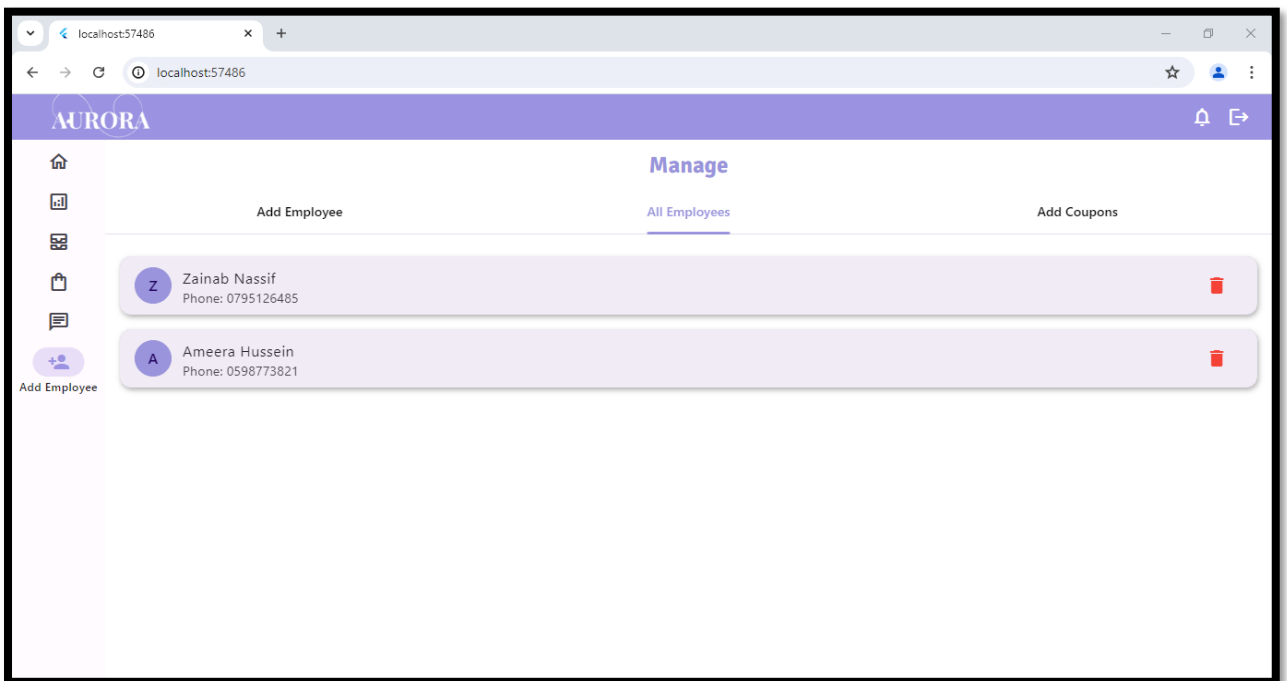 localhost:57486
localhost:57486
AURORA
Manage
Add Employee
All Employees
Add Coupons
Z
Zainab Nassif
Phone: 0795126485
A
Ameera Hussein
Phone: 0598773821
Add Employee